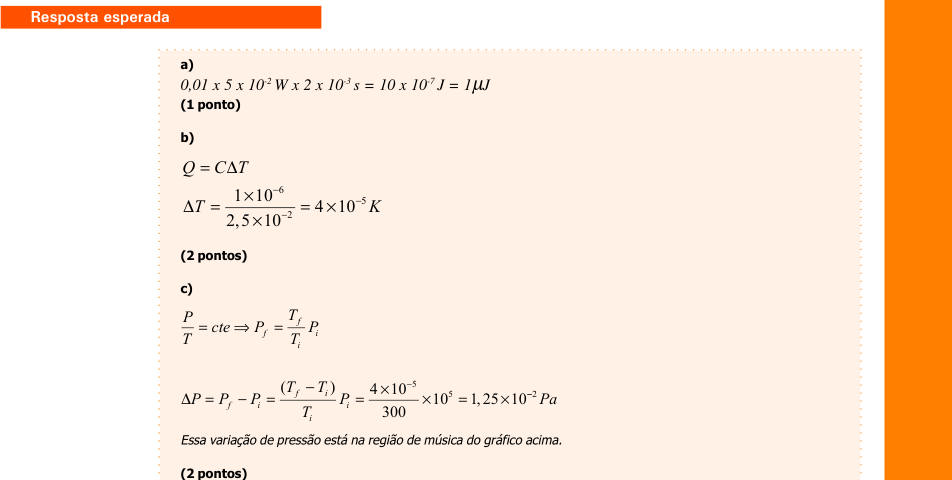 Resposta esperada
a)
0,01 x 5 x 10⁻² W x 2 x 10⁻³ s = 10 x 10⁻⁷ J = 1μJ
(1 ponto)
b)
Q = CΔT
ΔT = 1×10⁻⁶ / 2,5×10⁻² = 4×10⁻⁵ K
(2 pontos)
c)
P/T = cte ⇒ P_f = T_f/T_i P_i
ΔP = P_f − P_i = (T_f − T_i)/T_i P_i = 4×10⁻⁵/300 ×10⁵ = 1,25×10⁻² Pa
Essa variação de pressão está na região de música do gráfico acima.
(2 pontos)